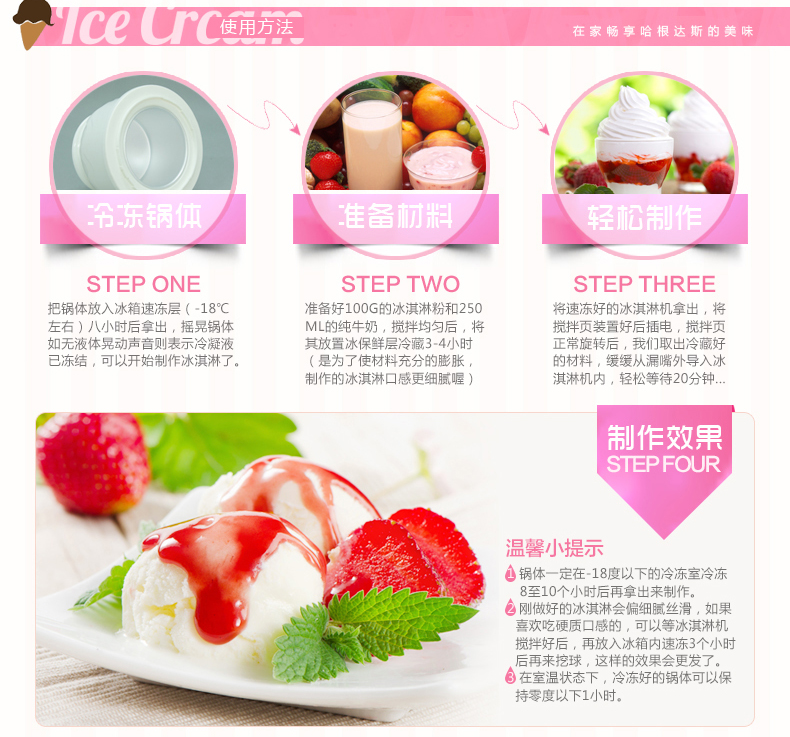 Ice Cream
使用方法
在家畅享哈根达斯的美味
冷冻锅体
准备材料
轻松制作
STEP ONE
把锅体放入冰箱速冻层（-18℃
左右）八小时后拿出，摇晃锅体
如无液体晃动声音则表示冷凝液
已冻结，可以开始制作冰淇淋了。
STEP TWO
准备好100G的冰淇淋粉和250
ML的纯牛奶，搅拌均匀后，将
其放置冰保鲜层冷藏3-4小时
（是为了使材料充分的膨胀，
制作的冰淇淋口感更细腻喔）
STEP THREE
将速冻好的冰淇淋机拿出，将
搅拌页装置好后插电，搅拌页
正常旋转后，我们取出冷藏好
的材料，缓缓从漏嘴外导入冰
淇淋机内，轻松等待20分钟...
制作效果
STEP FOUR
温馨小提示
1 锅体一定在-18度以下的冷冻室冷冻
8至10个小时后再拿出来制作。
2 刚做好的冰淇淋会偏细腻丝滑，如果
喜欢吃硬质口感的，可以等冰淇淋机
搅拌好后，再放入冰箱内速冻3个小时
后再来挖球，这样的效果会更发了。
3 在室温状态下，冷冻好的锅体可以保
持零度以下1小时。